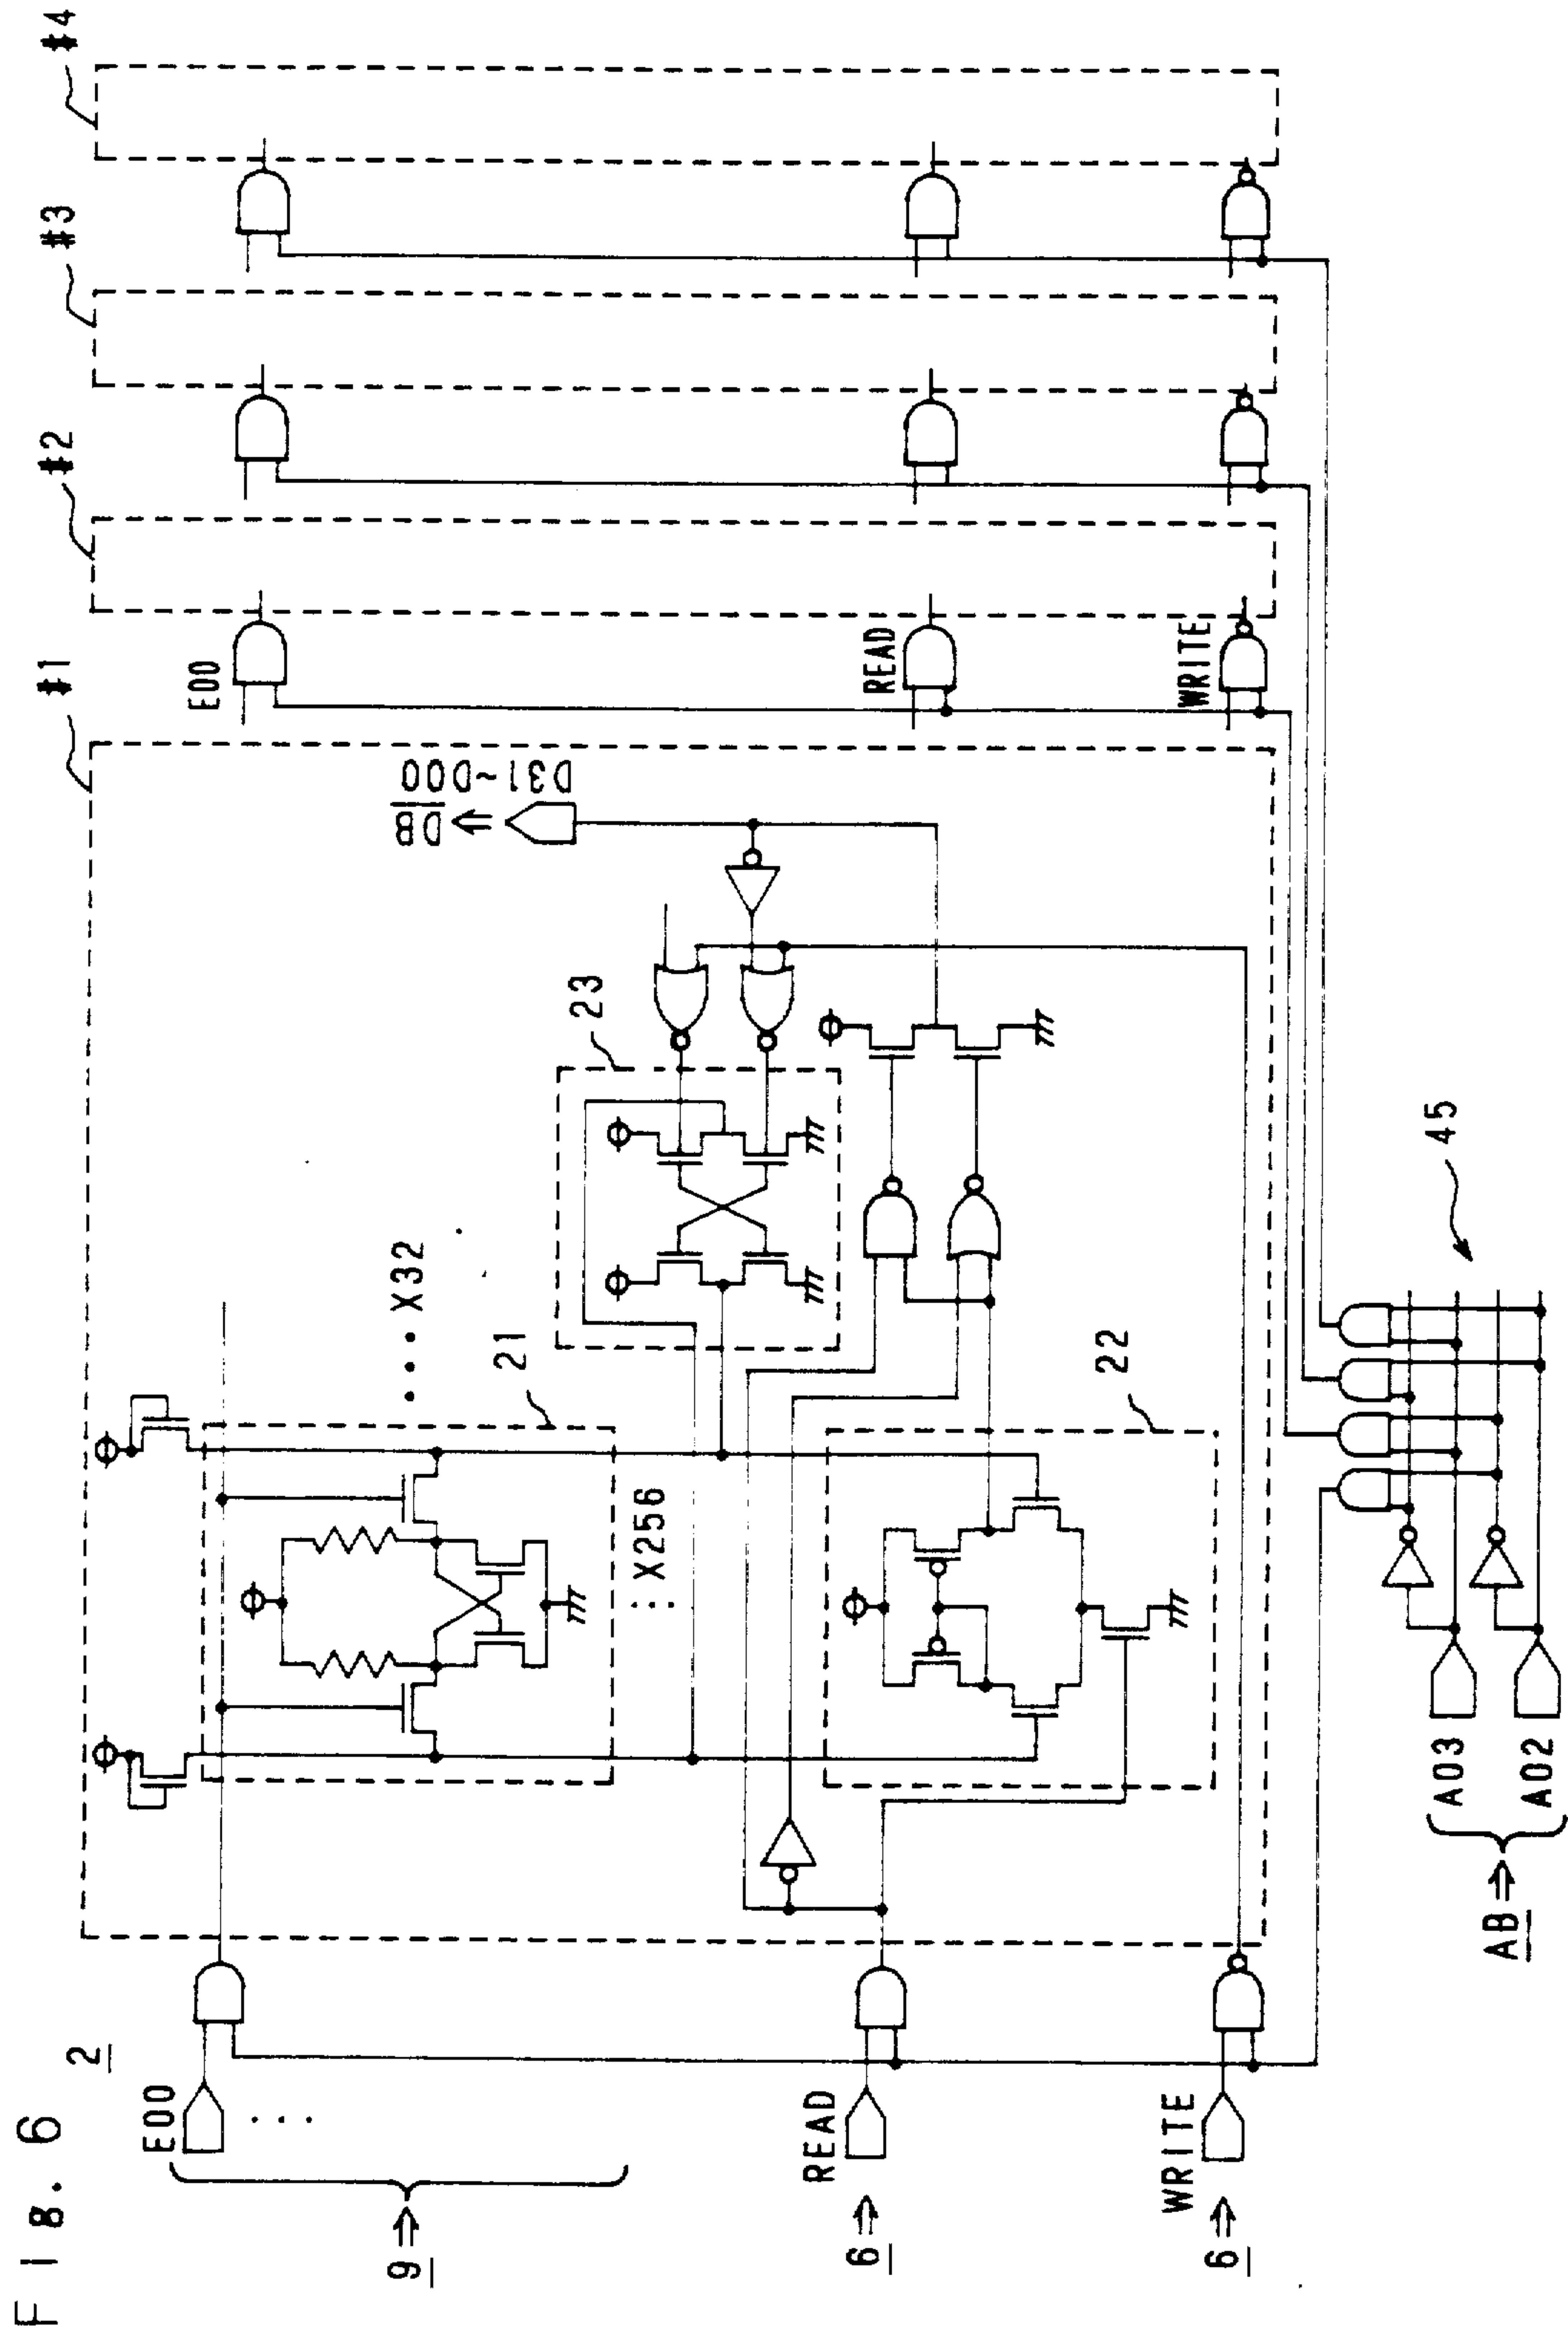 Fig. 6
2
#1
#2
#3
#4
E00
...
9 ⇒
READ
6 ⇒
WRITE
6 ⇒
21
...X32
:X256
22
23
DB ⇐
D31~D00
E00
READ
WRITE
AB ⇒
A03
A02
45